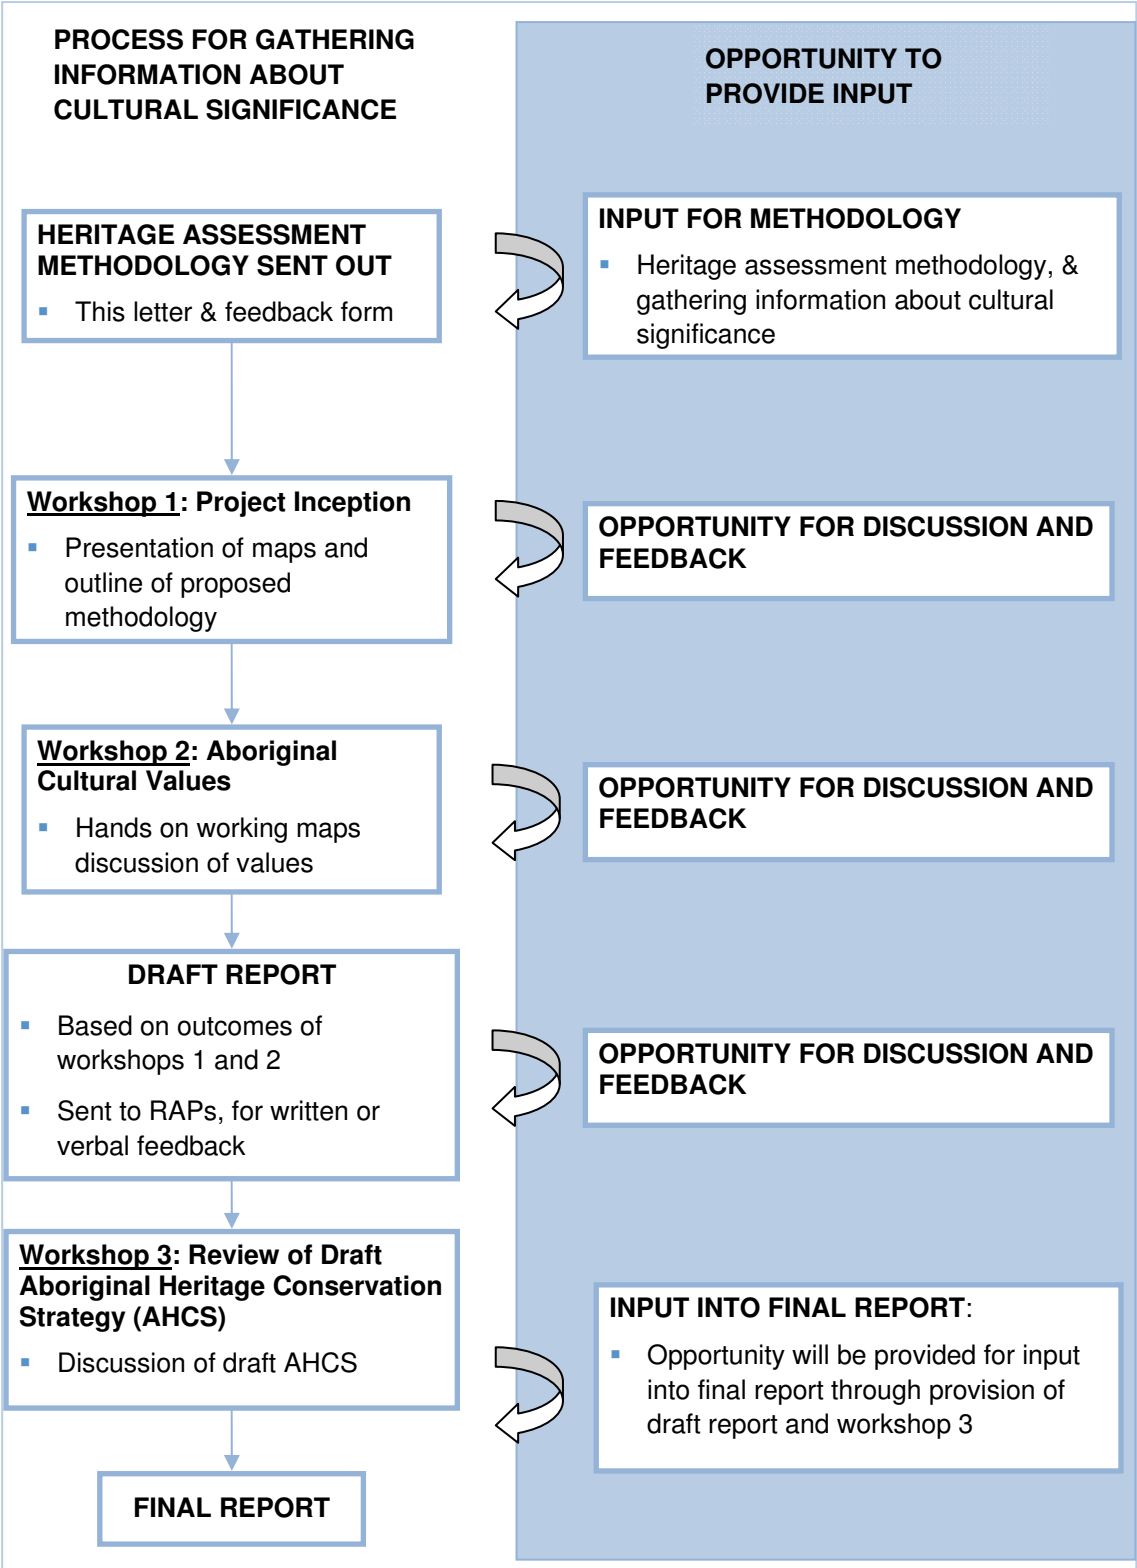 PROCESS FOR GATHERING
INFORMATION ABOUT
CULTURAL SIGNIFICANCE
OPPORTUNITY TO
PROVIDE INPUT
HERITAGE ASSESSMENT
METHODOLOGY SENT OUT
▪ This letter & feedback form
INPUT FOR METHODOLOGY
▪ Heritage assessment methodology, &
gathering information about cultural
significance
Workshop 1: Project Inception
▪ Presentation of maps and
outline of proposed
methodology
OPPORTUNITY FOR DISCUSSION AND
FEEDBACK
Workshop 2: Aboriginal
Cultural Values
▪ Hands on working maps
discussion of values
OPPORTUNITY FOR DISCUSSION AND
FEEDBACK
DRAFT REPORT
▪ Based on outcomes of
workshops 1 and 2
▪ Sent to RAPs, for written or
verbal feedback
OPPORTUNITY FOR DISCUSSION AND
FEEDBACK
Workshop 3: Review of Draft
Aboriginal Heritage Conservation
Strategy (AHCS)
▪ Discussion of draft AHCS
INPUT INTO FINAL REPORT:
▪ Opportunity will be provided for input
into final report through provision of
draft report and workshop 3
FINAL REPORT